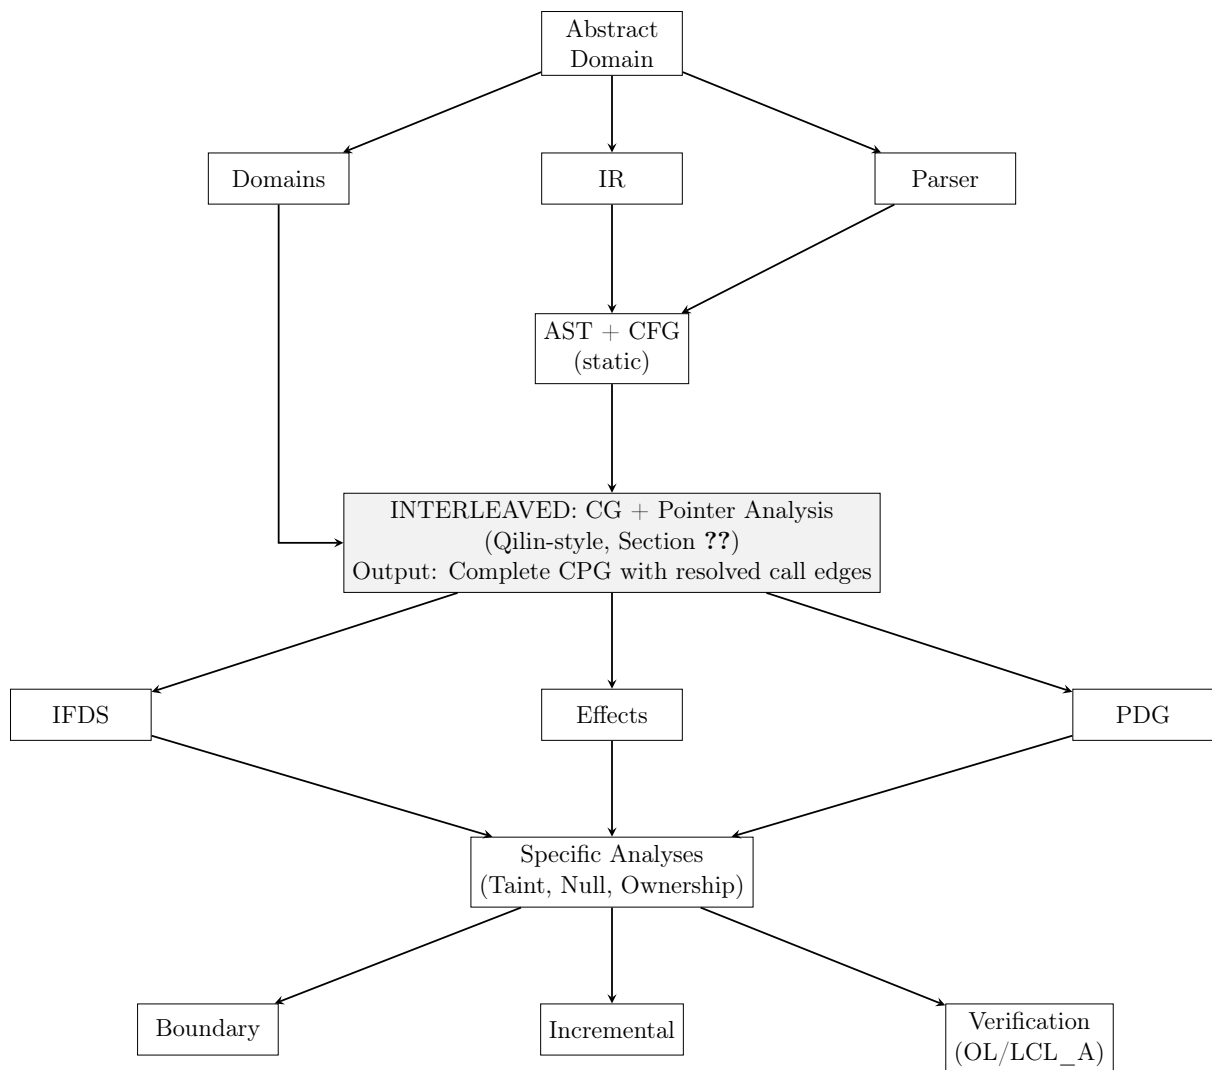 Abstract
Domain
Domains
IR
Parser
AST + CFG
(static)
INTERLEAVED: CG + Pointer Analysis
(Qilin-style, Section ??)
Output: Complete CPG with resolved call edges
IFDS
Effects
PDG
Specific Analyses
(Taint, Null, Ownership)
Boundary
Incremental
Verification
(OL/LCL_A)